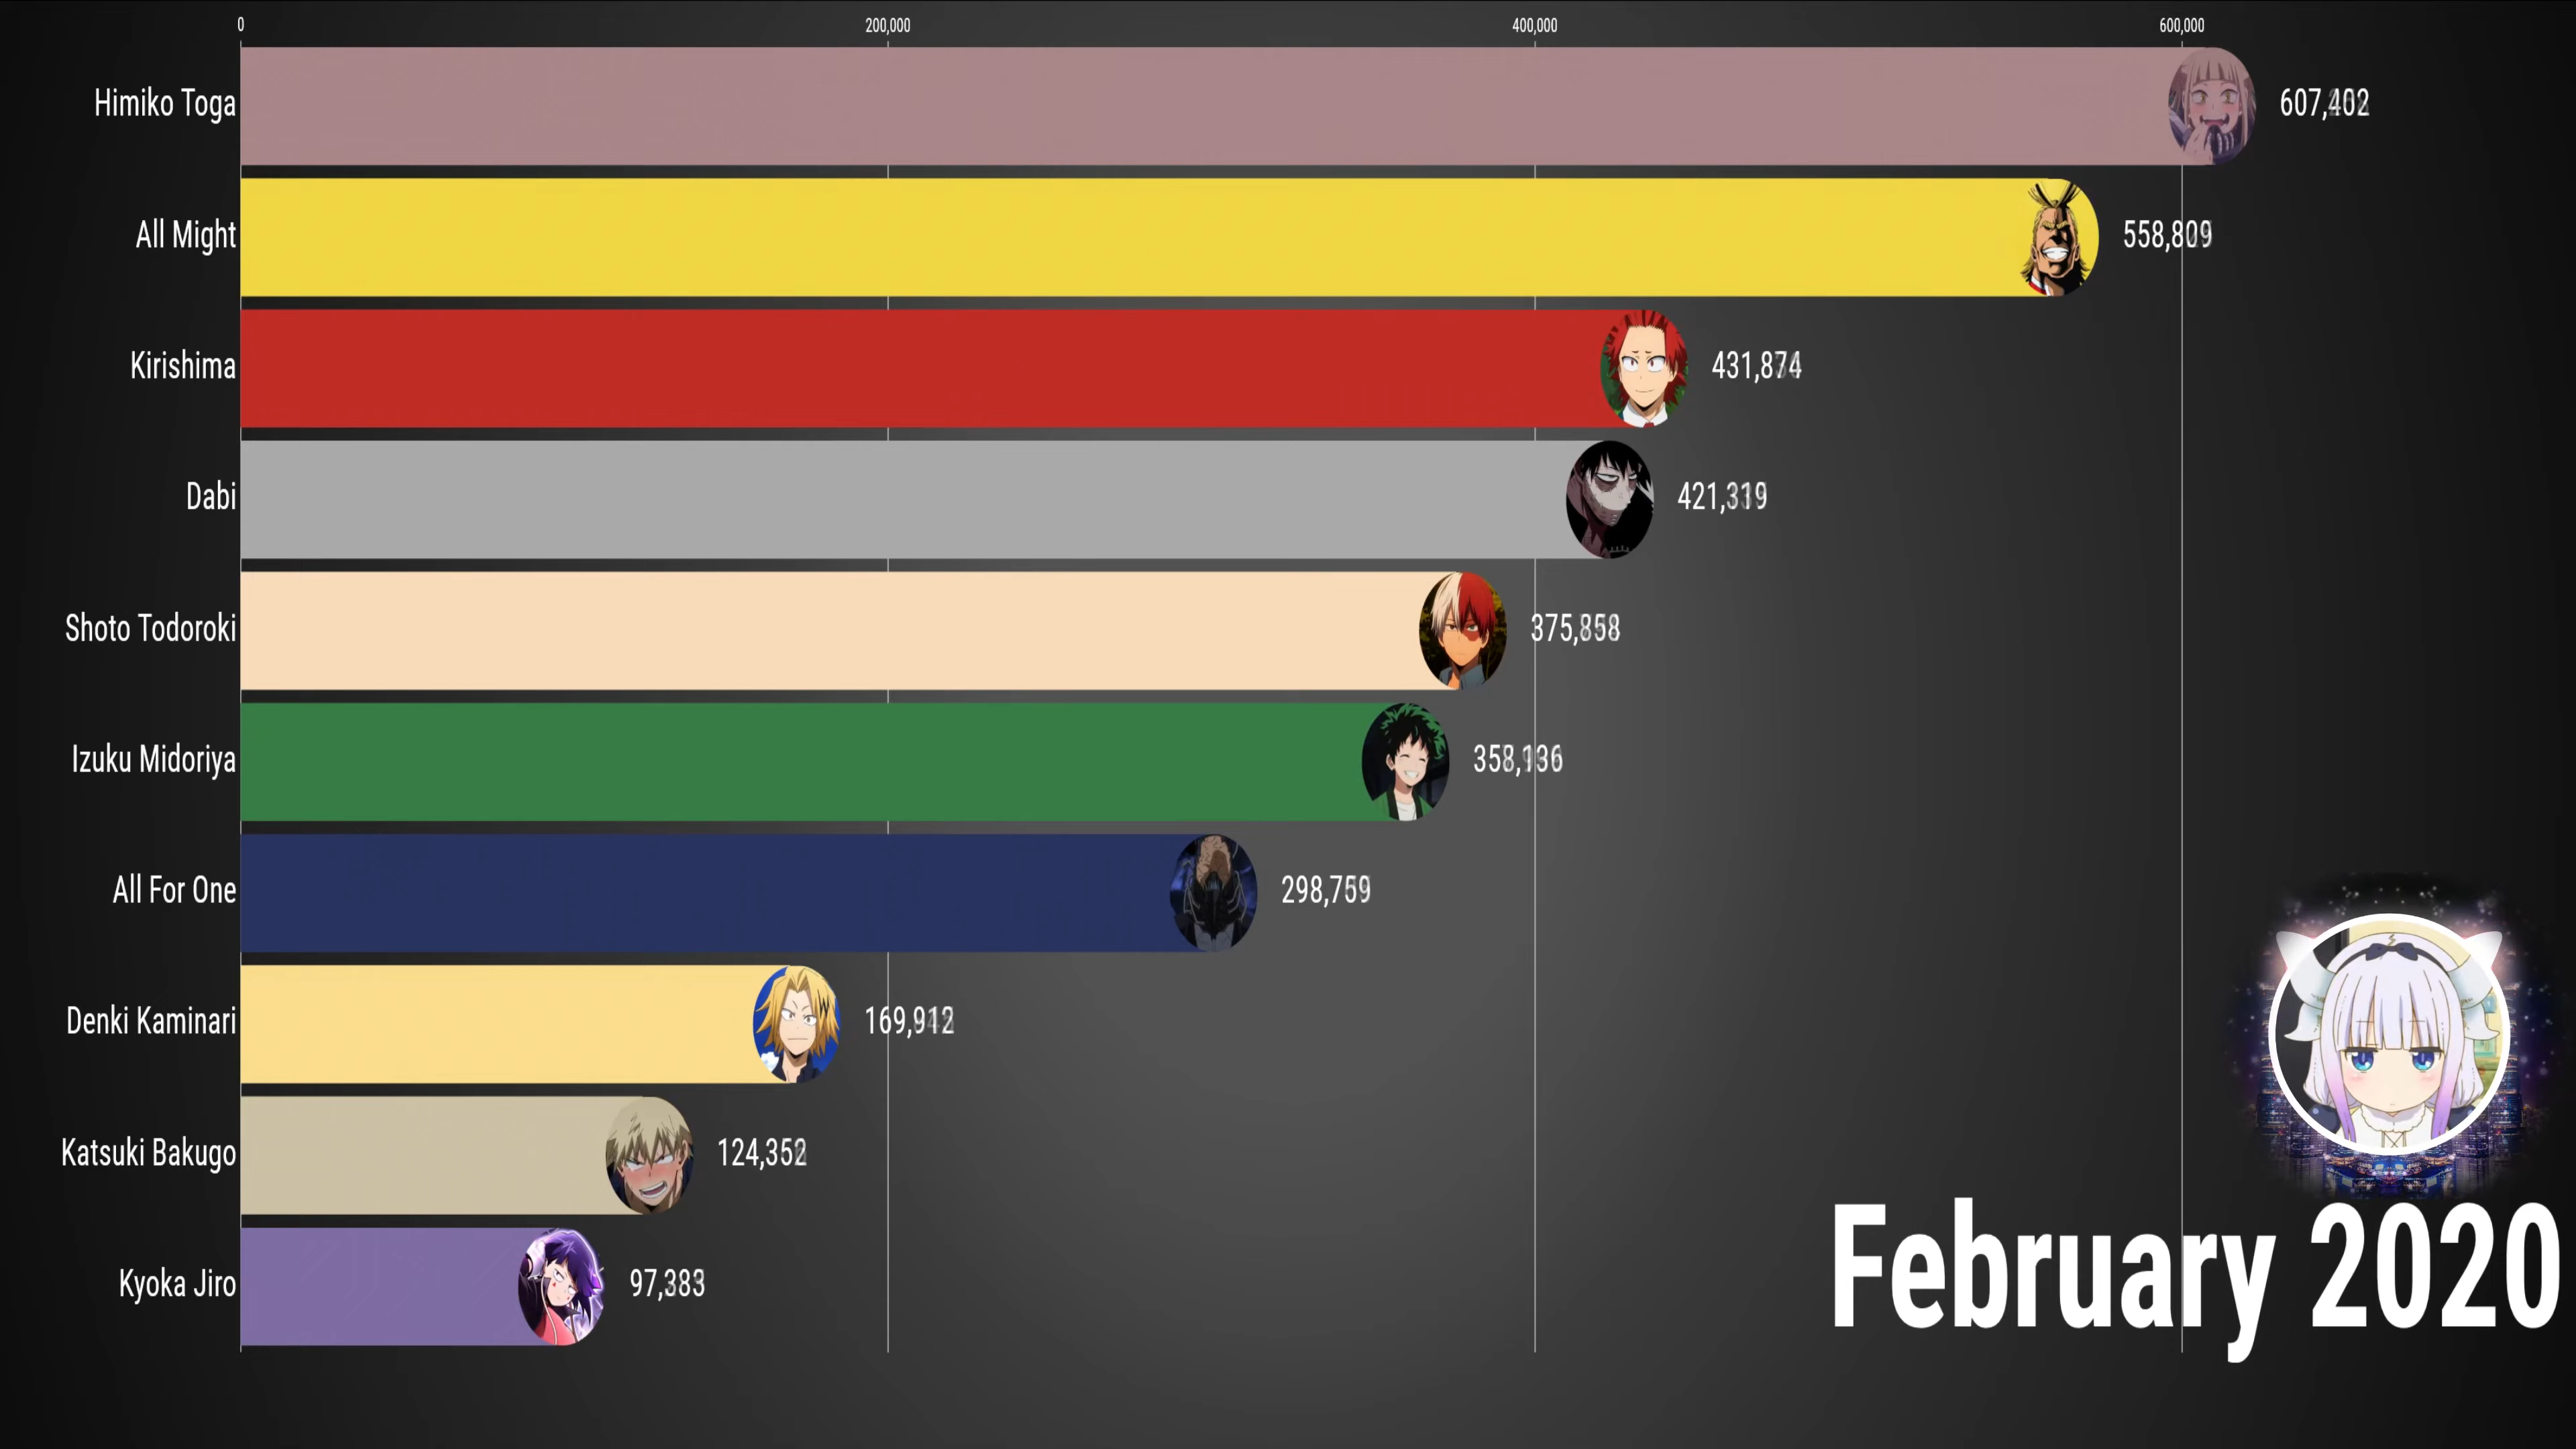 0 200,000 400,000 600,000
Himiko Toga 607,402
All Might 558,809
Kirishima 431,874
Dabi 421,319
Shoto Todoroki 375,858
Izuku Midoriya
All For One 298,759
Denki Kaminari 169,912
Katsuki Bakugo 124,352
Kyoka Jiro 97,383
February 2020